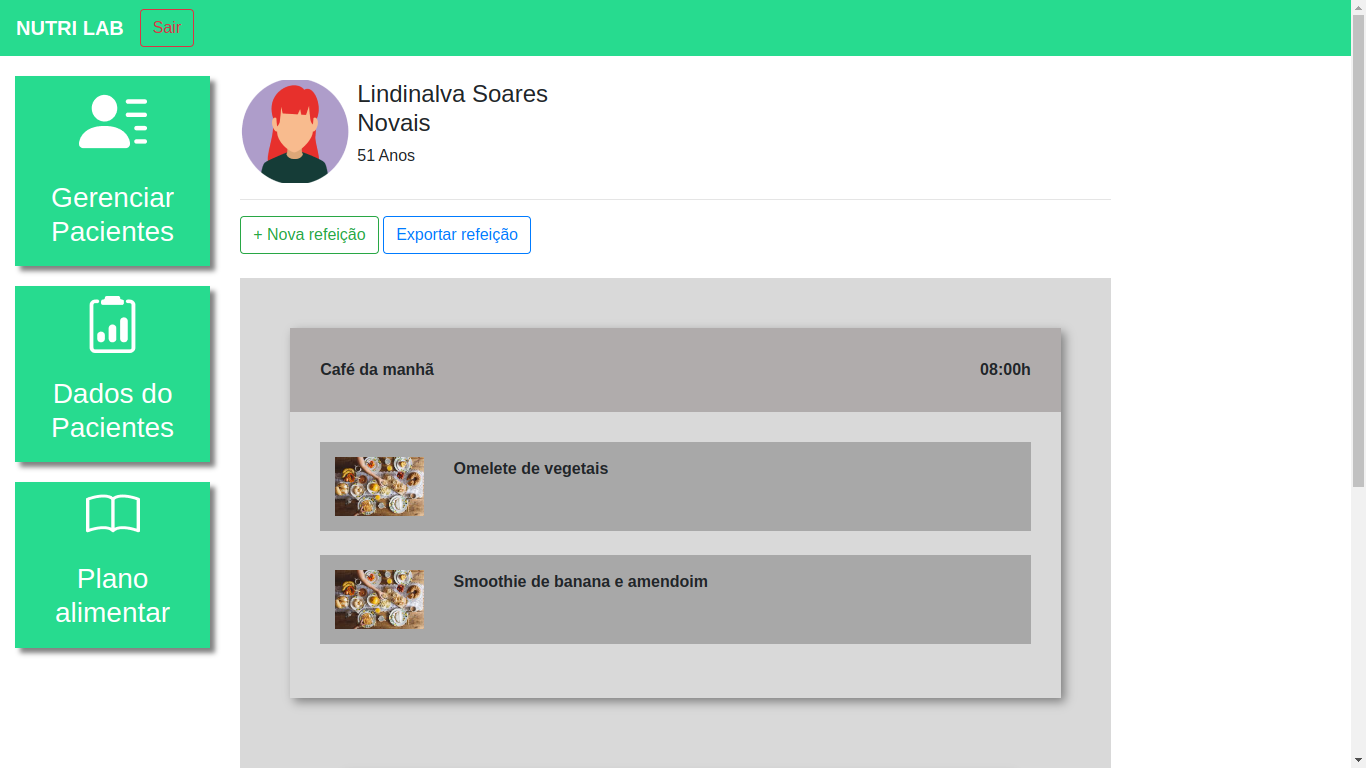 NUTRI LAB Sair
Gerenciar
Pacientes
Dados do
Pacientes
Plano
alimentar
Lindinalva Soares
Novais
51 Anos
+ Nova refeição Exportar refeição
Café da manhã 08:00h
Omelete de vegetais
Smoothie de banana e amendoim